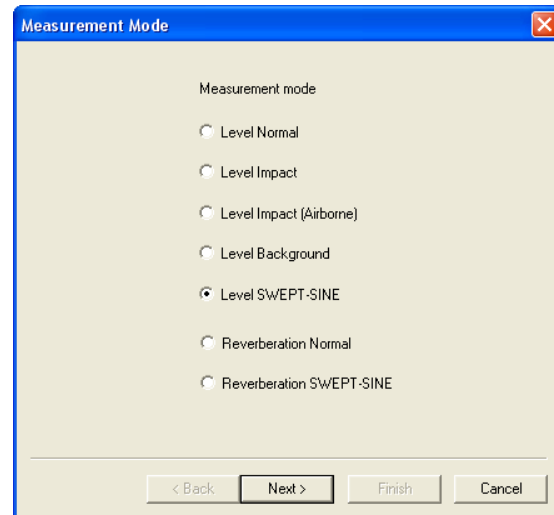 Measurement Mode
Measurement mode
Level Normal
Level Impact
Level Impact (Airborne)
Level Background
Level SWEPT-SINE
Reverberation Normal
Reverberation SWEPT-SINE
< Back Next > Finish Cancel